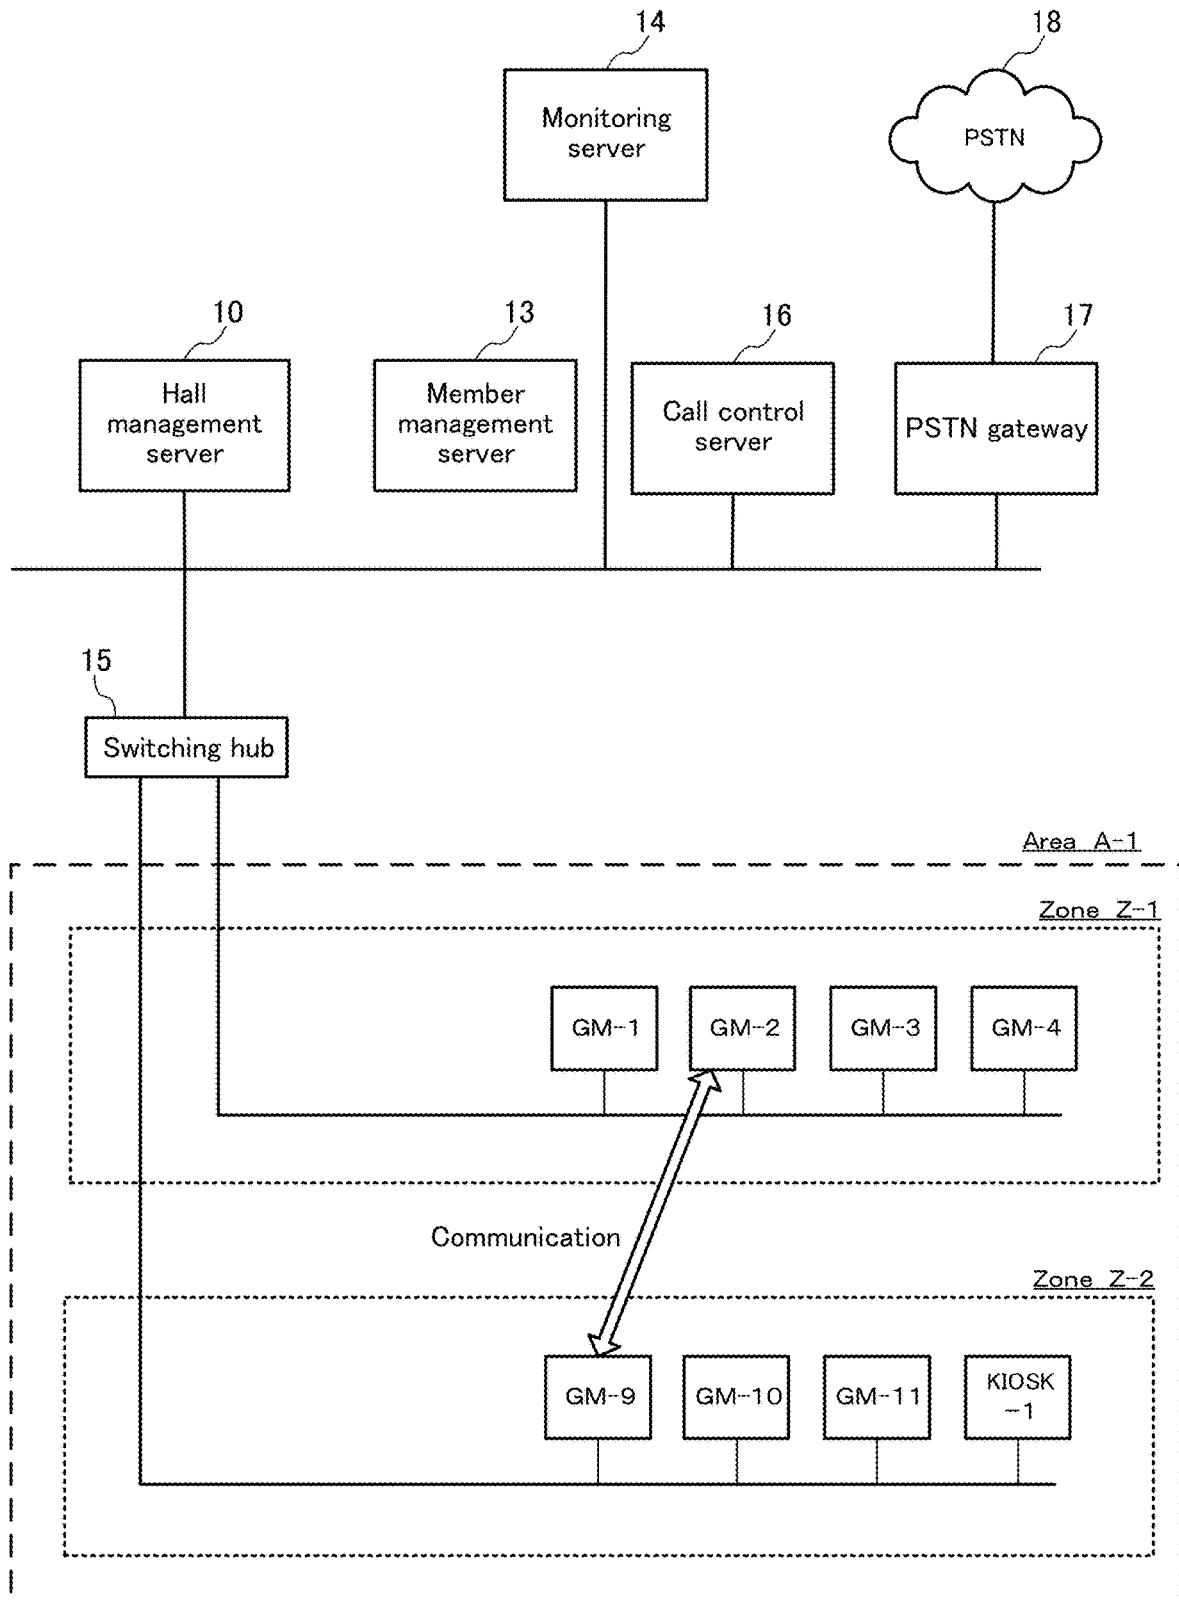 14
18
Monitoring
server
PSTN
10
13
16
17
Hall
management
server
Member
management
server
Call control
server
PSTN gateway
15
Switching hub
Area A-1
Zone Z-1
GM-1
GM-2
GM-3
GM-4
Communication
Zone Z-2
GM-9
GM-10
GM-11
KIOSK
-1